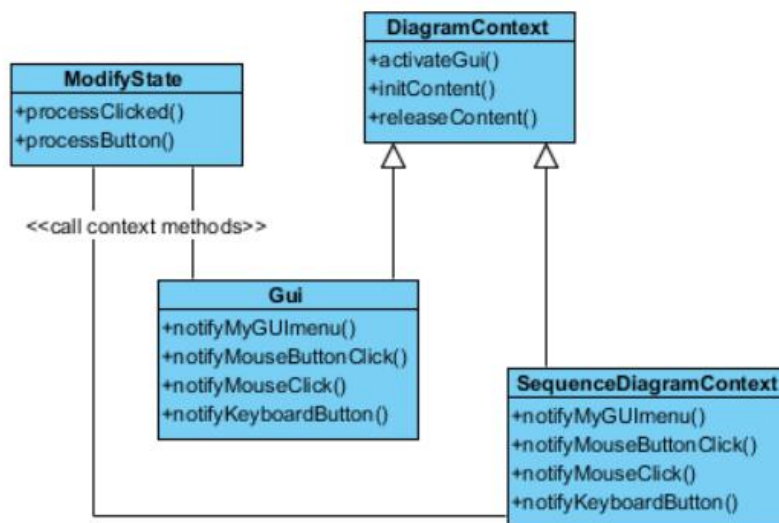 DiagramContext
+activateGui()
+initContent()
+releaseContent()
ModifyState
+processClicked()
+processButton()
<<call context methods>>
Gui
+notifyMyGUImenu()
+notifyMouseButtonClick()
+notifyMouseClick()
+notifyKeyboardButton()
SequenceDiagramContext
+notifyMyGUImenu()
+notifyMouseButtonClick()
+notifyMouseClick()
+notifyKeyboardButton()